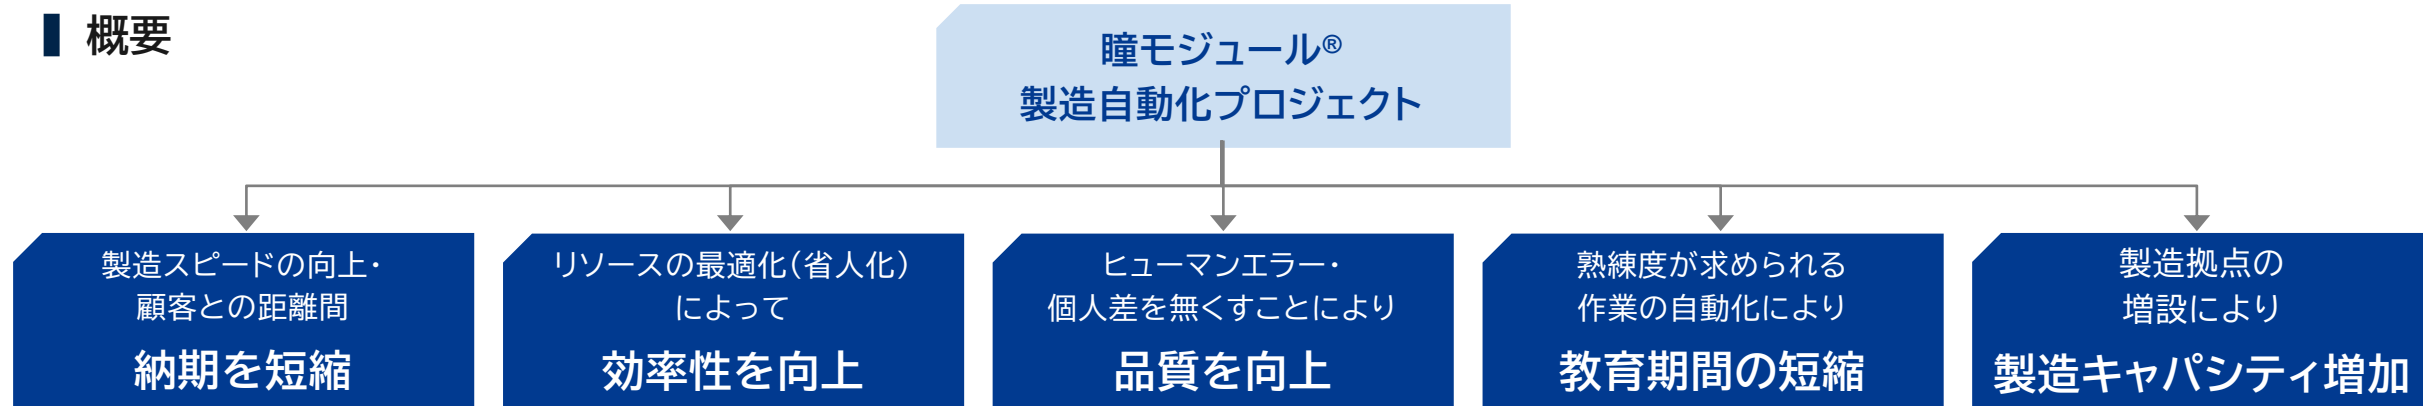 概要
瞳モジュール®
製造自動化プロジェクト
製造スピードの向上・
顧客との距離間
納期を短縮
リソースの最適化（省人化）
によって
効率性を向上
ヒューマンエラー・
個人差を無くすことにより
品質を向上
熟練度が求められる
作業の自動化により
教育期間の短縮
製造拠点の
増設により
製造キャパシティ増加